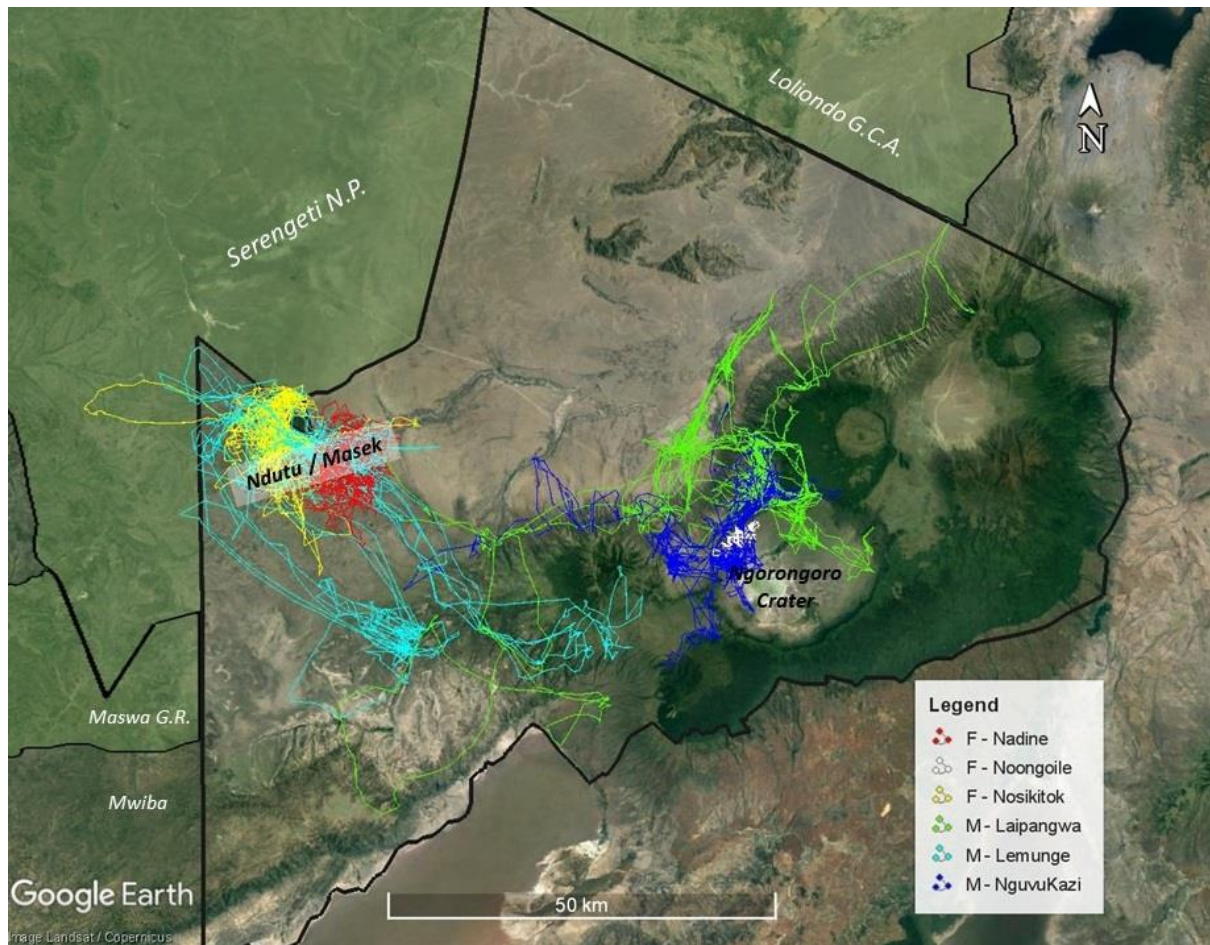 Loliondo G.C.A.
N
Serengeti N.P.
Ndutu / Masek
Ngorongoro
Crater
Maswa G.R.
Mwiba
Legend
F - Nadine
F - Noongoile
F - Nosikitok
M - Laipangwa
M - Lemunge
M - NguvuKazi
Google Earth
50 km
Image Landsat / Copernicus